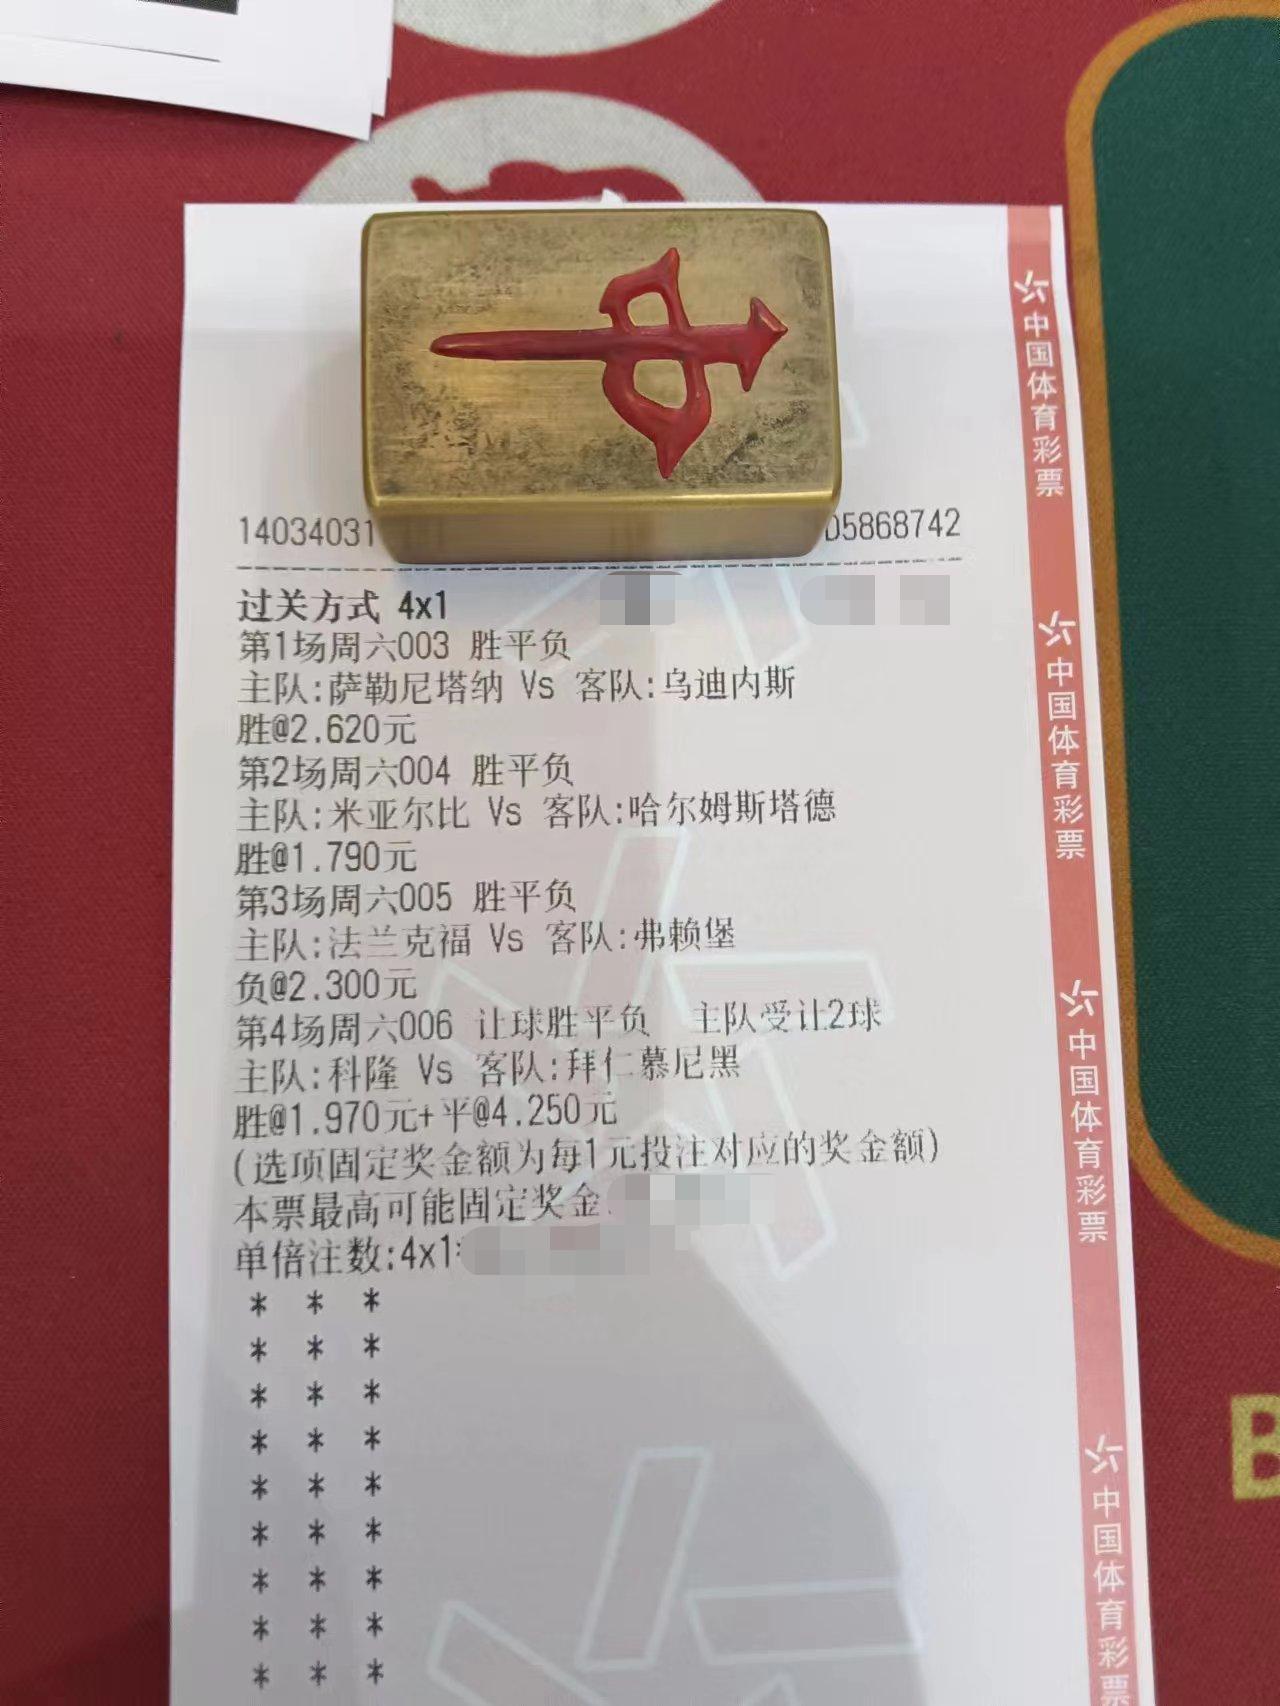 中
14034031
D5868742
过关方式 4x1
第1场周六003 胜平负
主队:萨勒尼塔纳 Vs 客队:乌迪内斯
胜@2.620元
第2场周六004 胜平负
主队:米亚尔比 Vs 客队:哈尔姆斯塔德
胜@1.790元
第3场周六005 胜平负
主队:法兰克福 Vs 客队:弗赖堡
负@2.300元
第4场周六006 让球胜平负 主队受让2球
主队:科隆 Vs 客队:拜仁慕尼黑
胜@1.970元+平@4.250元
(选项固定奖金额为每1元投注对应的奖金额)
本票最高可能固定奖金
单倍注数:4x1
* * *
* * *
* * *
* * *
* * *
* * *
* * *
* * *
* * *
中国体育彩票
中国体育彩票
中国体育彩票
中国体育彩票
B